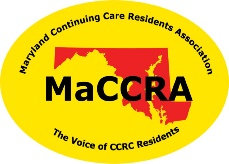 Maryland Continuing Care Residents Association
MaCCRA
The Voice of CCRC Residents